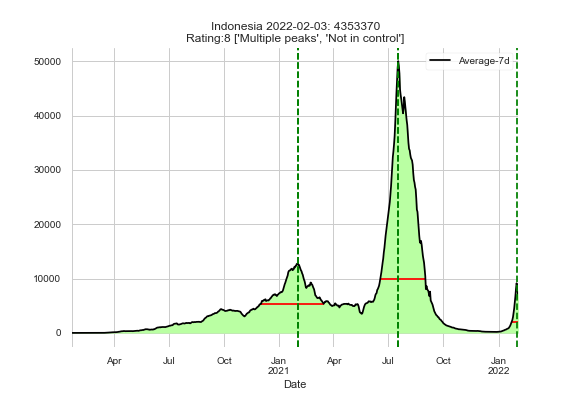 Indonesia 2022-02-03: 4353370
Rating:8 ['Multiple peaks', 'Not in control']
Average-7d
50000
40000
30000
20000
10000
0
Apr Jul Oct Jan Apr Jul Oct Jan
2021 2022
Date